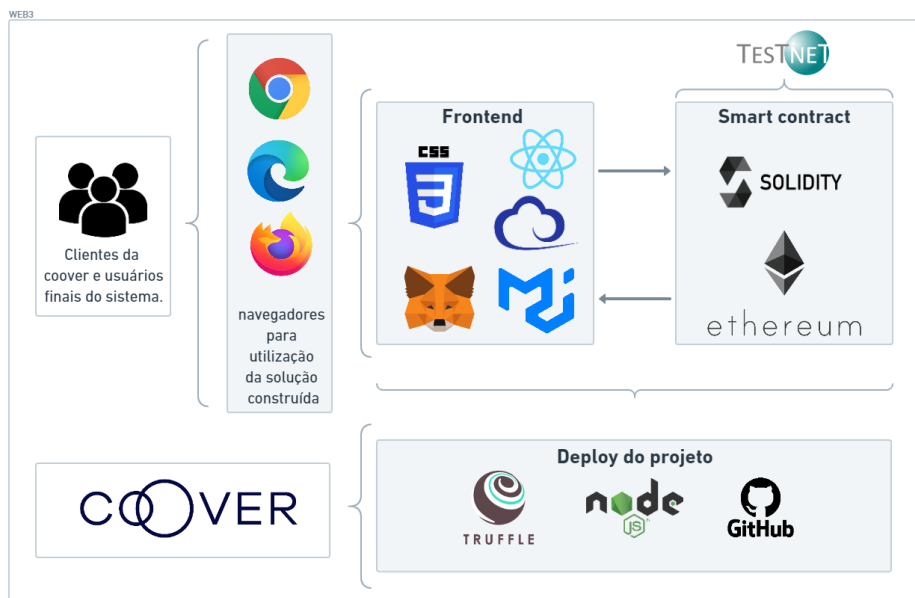 WEB3
TESTNET
Frontend
Smart contract
CSS
SOLIDITY
Clientes da
coover e usuários
finais do sistema.
navegadores
para
utilização
da solução
construída
ethereum
Deploy do projeto
COOVER
TRUFFLE
node
JS
GitHub